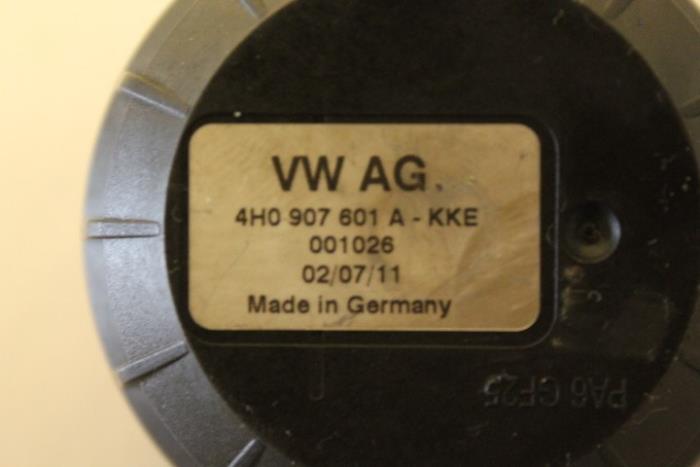 VW AG.
4H0 907 601 A - KKE
001026
02/07/11
Made in Germany
PA6 GF25